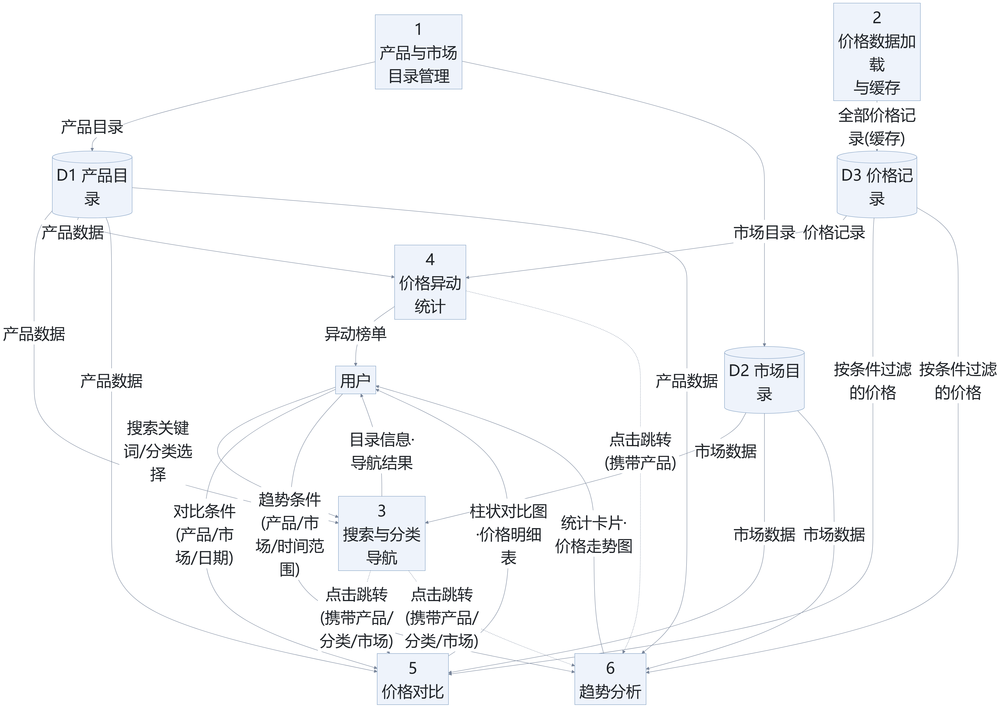 1
产品与市场
目录管理
2
价格数据加
载
与缓存
产品目录
全部价格记
录(缓存)
D1 产品目
录
D3 价格记
录
产品数据
市场目录
价格记录
4
价格异动
统计
产品数据
异动榜单
用户
产品数据
产品数据
D2 市场目
录
按条件过滤
的价格
按条件过滤
的价格
搜索关键
词/分类选
择
目录信息·
导航结果
点击跳转
(携带产品)
市场数据
对比条件
(产品/市
场/日期)
趋势条件
(产品/市
场/时间范
围)
3
搜索与分类
导航
柱状对比图
·价格明细
表
统计卡片·
价格走势图
市场数据
市场数据
点击跳转
(携带产品/
分类/市场)
点击跳转
(携带产品/
分类/市场)
5
价格对比
6
趋势分析